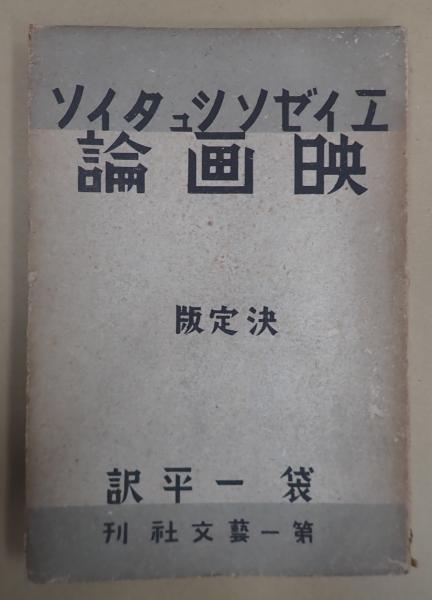 エイゼンシュタイン
映画論
決定版
袋一平訳
第一藝文社刊